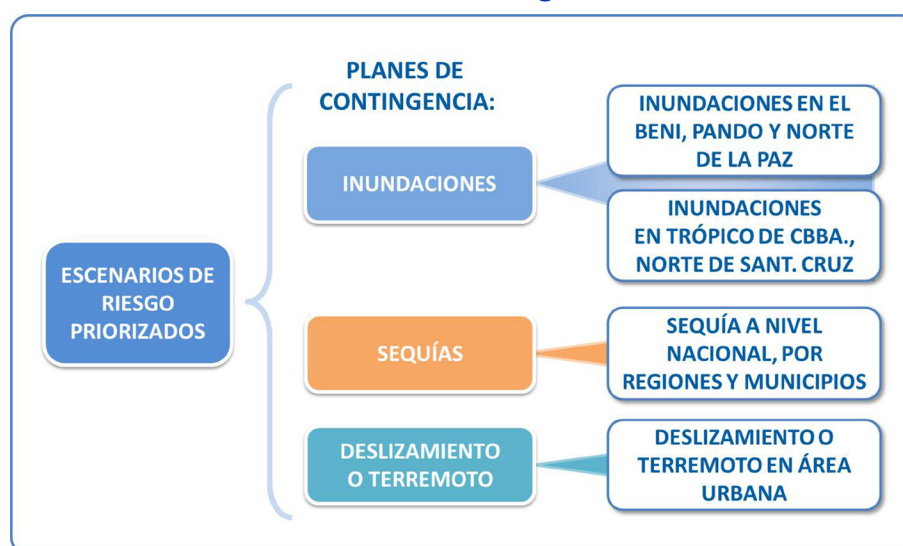 ESCENARIOS DE
RIESGO
PRIORIZADOS
PLANES DE
CONTINGENCIA:
INUNDACIONES
INUNDACIONES EN EL
BENI, PANDO Y NORTE
DE LA PAZ
INUNDACIONES
EN TRÓPICO DE CBBA.,
NORTE DE SANT. CRUZ
SEQUÍAS
SEQUÍA A NIVEL
NACIONAL, POR
REGIONES Y MUNICIPIOS
DESLIZAMIENTO
O TERREMOTO
DESLIZAMIENTO O
TERREMOTO EN ÁREA
URBANA